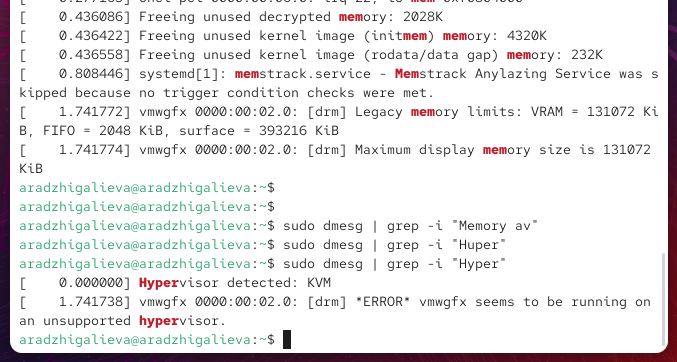 [    0.436086] Freeing unused decrypted memory: 2028K
[    0.436422] Freeing unused kernel image (initmem) memory: 4320K
[    0.436558] Freeing unused kernel image (rodata/data gap) memory: 232K
[    0.808446] systemd[1]: memstrack.service - Memstrack Anylazing Service was s
kipped because no trigger condition checks were met.
[    1.741772] vmwgfx 0000:00:02.0: [drm] Legacy memory limits: VRAM = 131072 Ki
B, FIFO = 2048 KiB, surface = 393216 KiB
[    1.741774] vmwgfx 0000:00:02.0: [drm] Maximum display memory size is 131072
KiB
aradzhigalieva@aradzhigalieva:~$
aradzhigalieva@aradzhigalieva:~$
aradzhigalieva@aradzhigalieva:~$ sudo dmesg | grep -i "Memory av"
aradzhigalieva@aradzhigalieva:~$ sudo dmesg | grep -i "Huper"
aradzhigalieva@aradzhigalieva:~$ sudo dmesg | grep -i "Hyper"
[    0.000000] Hypervisor detected: KVM
[    1.741738] vmwgfx 0000:00:02.0: [drm] *ERROR* vmwgfx seems to be running on
an unsupported hypervisor.
aradzhigalieva@aradzhigalieva:~$